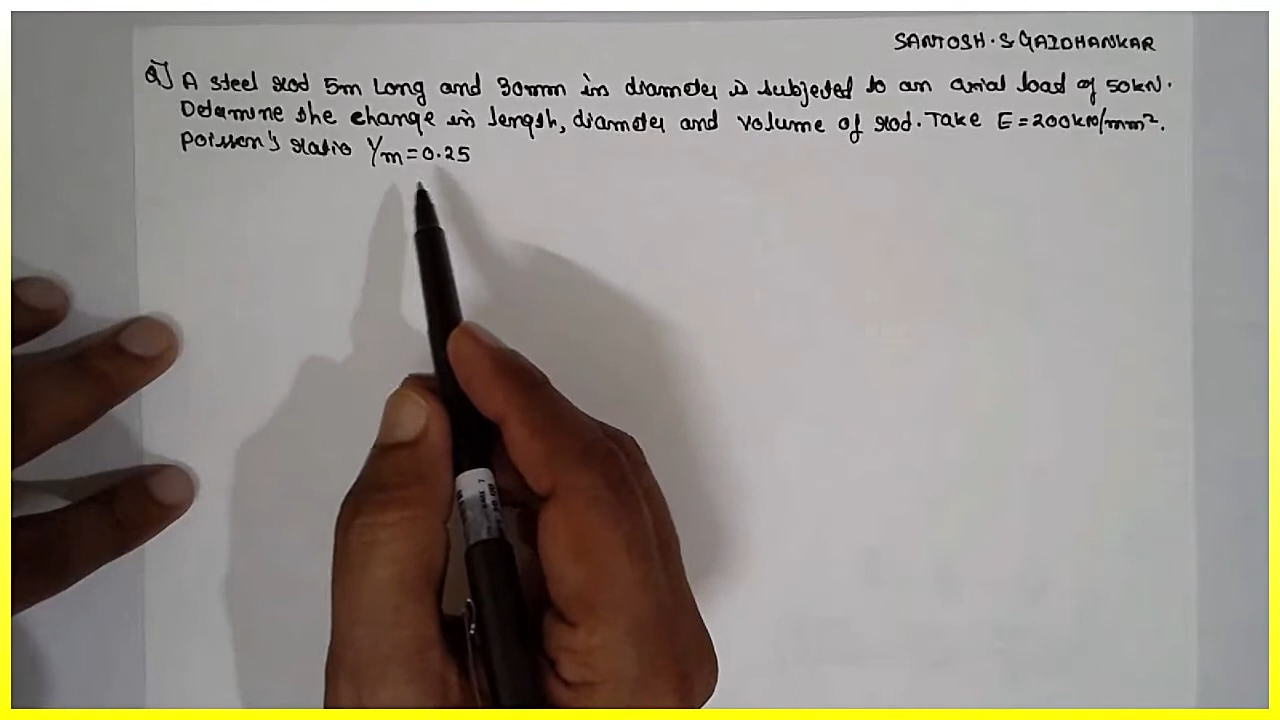 SANTOSH.S GAIDHANKAR
Q] A steel rod 5m Long and 30mm in diameter is subjected to an axial load of 50kN.
Determine the change in length, diameter and volume of rod. Take E = 200kN/mm².
poisson's ratio 1/m = 0.25